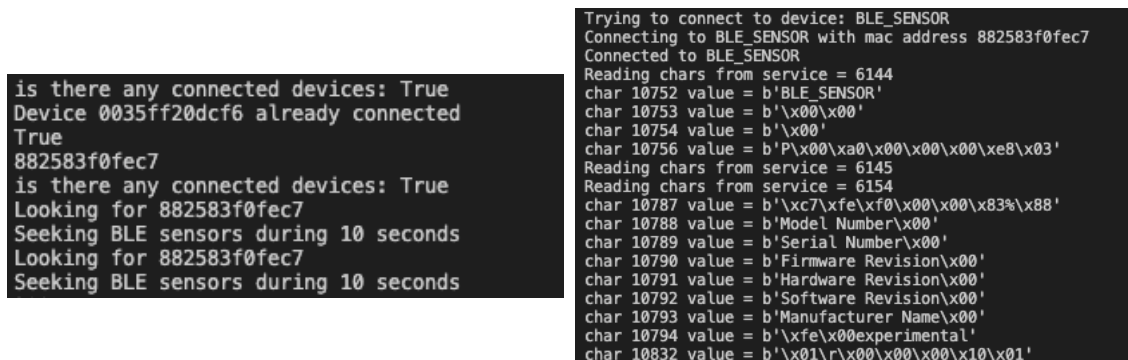 is there any connected devices: True
Device 0035ff20dcf6 already connected
True
882583f0fec7
is there any connected devices: True
Looking for 882583f0fec7
Seeking BLE sensors during 10 seconds
Looking for 882583f0fec7
Seeking BLE sensors during 10 seconds
Trying to connect to device: BLE_SENSOR
Connecting to BLE_SENSOR with mac address 882583f0fec7
Connected to BLE_SENSOR
Reading chars from service = 6144
char 10752 value = b'BLE_SENSOR'
char 10753 value = b'\x00\x00'
char 10754 value = b'\x00'
char 10756 value = b'P\x00\xa0\x00\x00\x00\xe8\x03'
Reading chars from service = 6145
Reading chars from service = 6154
char 10787 value = b'\xc7\xfe\xf0\x00\x00\x83%\x88'
char 10788 value = b'Model Number\x00'
char 10789 value = b'Serial Number\x00'
char 10790 value = b'Firmware Revision\x00'
char 10791 value = b'Hardware Revision\x00'
char 10792 value = b'Software Revision\x00'
char 10793 value = b'Manufacturer Name\x00'
char 10794 value = b'\xfe\x00experimental'
char 10832 value = b'\x01\r\x00\x00\x00\x10\x01'